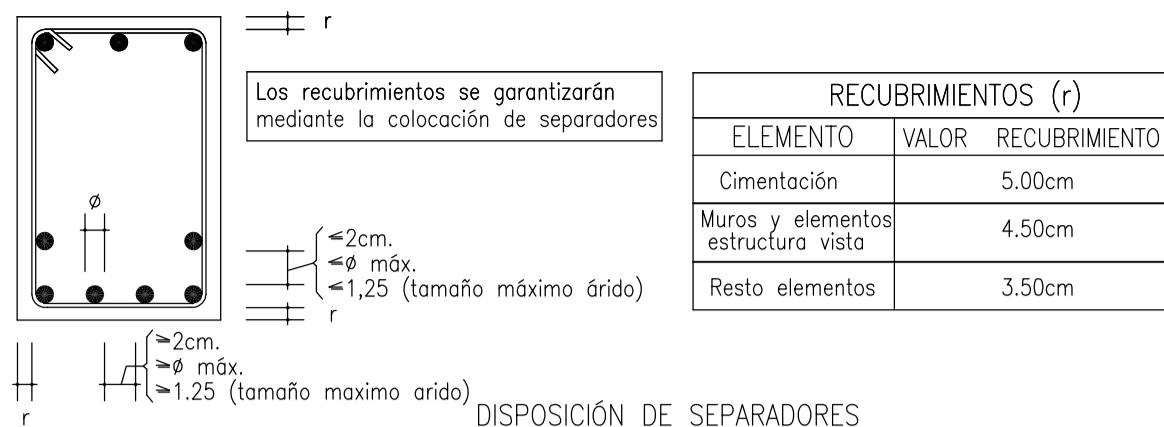 r
Los recubrimientos se garantizarán
mediante la colocación de separadores
RECUBRIMIENTOS (r)
ELEMENTO VALOR RECUBRIMIENTO
Cimentación 5.00cm
Muros y elementos
estructura vista 4.50cm
Resto elementos 3.50cm
ø
≤2cm.
≤ø máx.
≤1,25 (tamaño máximo árido)
r
≥2cm.
≥ø máx.
≥1.25 (tamaño maximo arido)
r
DISPOSICIÓN DE SEPARADORES